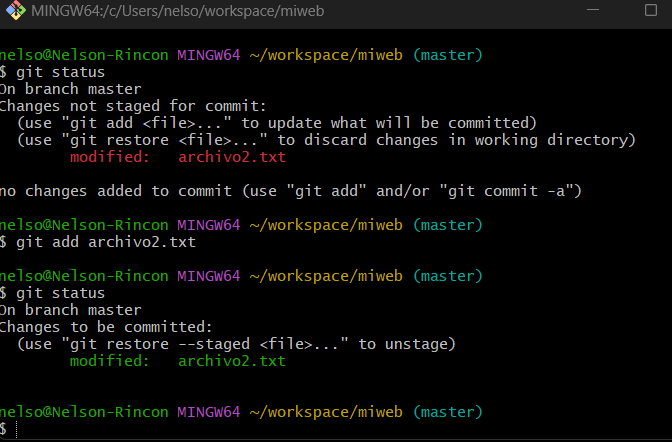 MINGW64:/c/Users/nelso/workspace/miweb
nelso@Nelson-Rincon MINGW64 ~/workspace/miweb (master)
$ git status
On branch master
Changes not staged for commit:
  (use "git add <file>..." to update what will be committed)
  (use "git restore <file>..." to discard changes in working directory)
        modified:   archivo2.txt
no changes added to commit (use "git add" and/or "git commit -a")
nelso@Nelson-Rincon MINGW64 ~/workspace/miweb (master)
$ git add archivo2.txt
nelso@Nelson-Rincon MINGW64 ~/workspace/miweb (master)
$ git status
On branch master
Changes to be committed:
  (use "git restore --staged <file>..." to unstage)
        modified:   archivo2.txt
nelso@Nelson-Rincon MINGW64 ~/workspace/miweb (master)
$